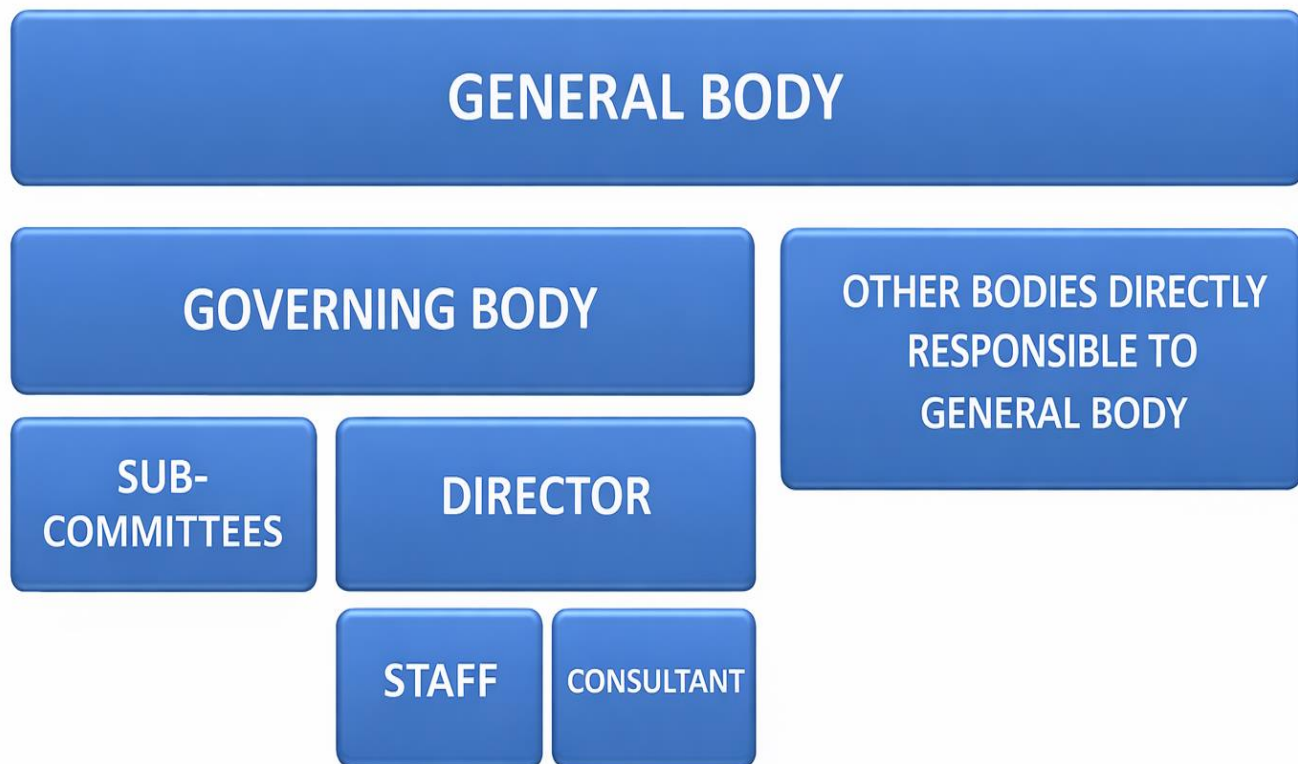 GENERAL BODY
GOVERNING BODY
OTHER BODIES DIRECTLY
RESPONSIBLE TO
GENERAL BODY
SUB-
COMMITTEES
DIRECTOR
STAFF
CONSULTANT